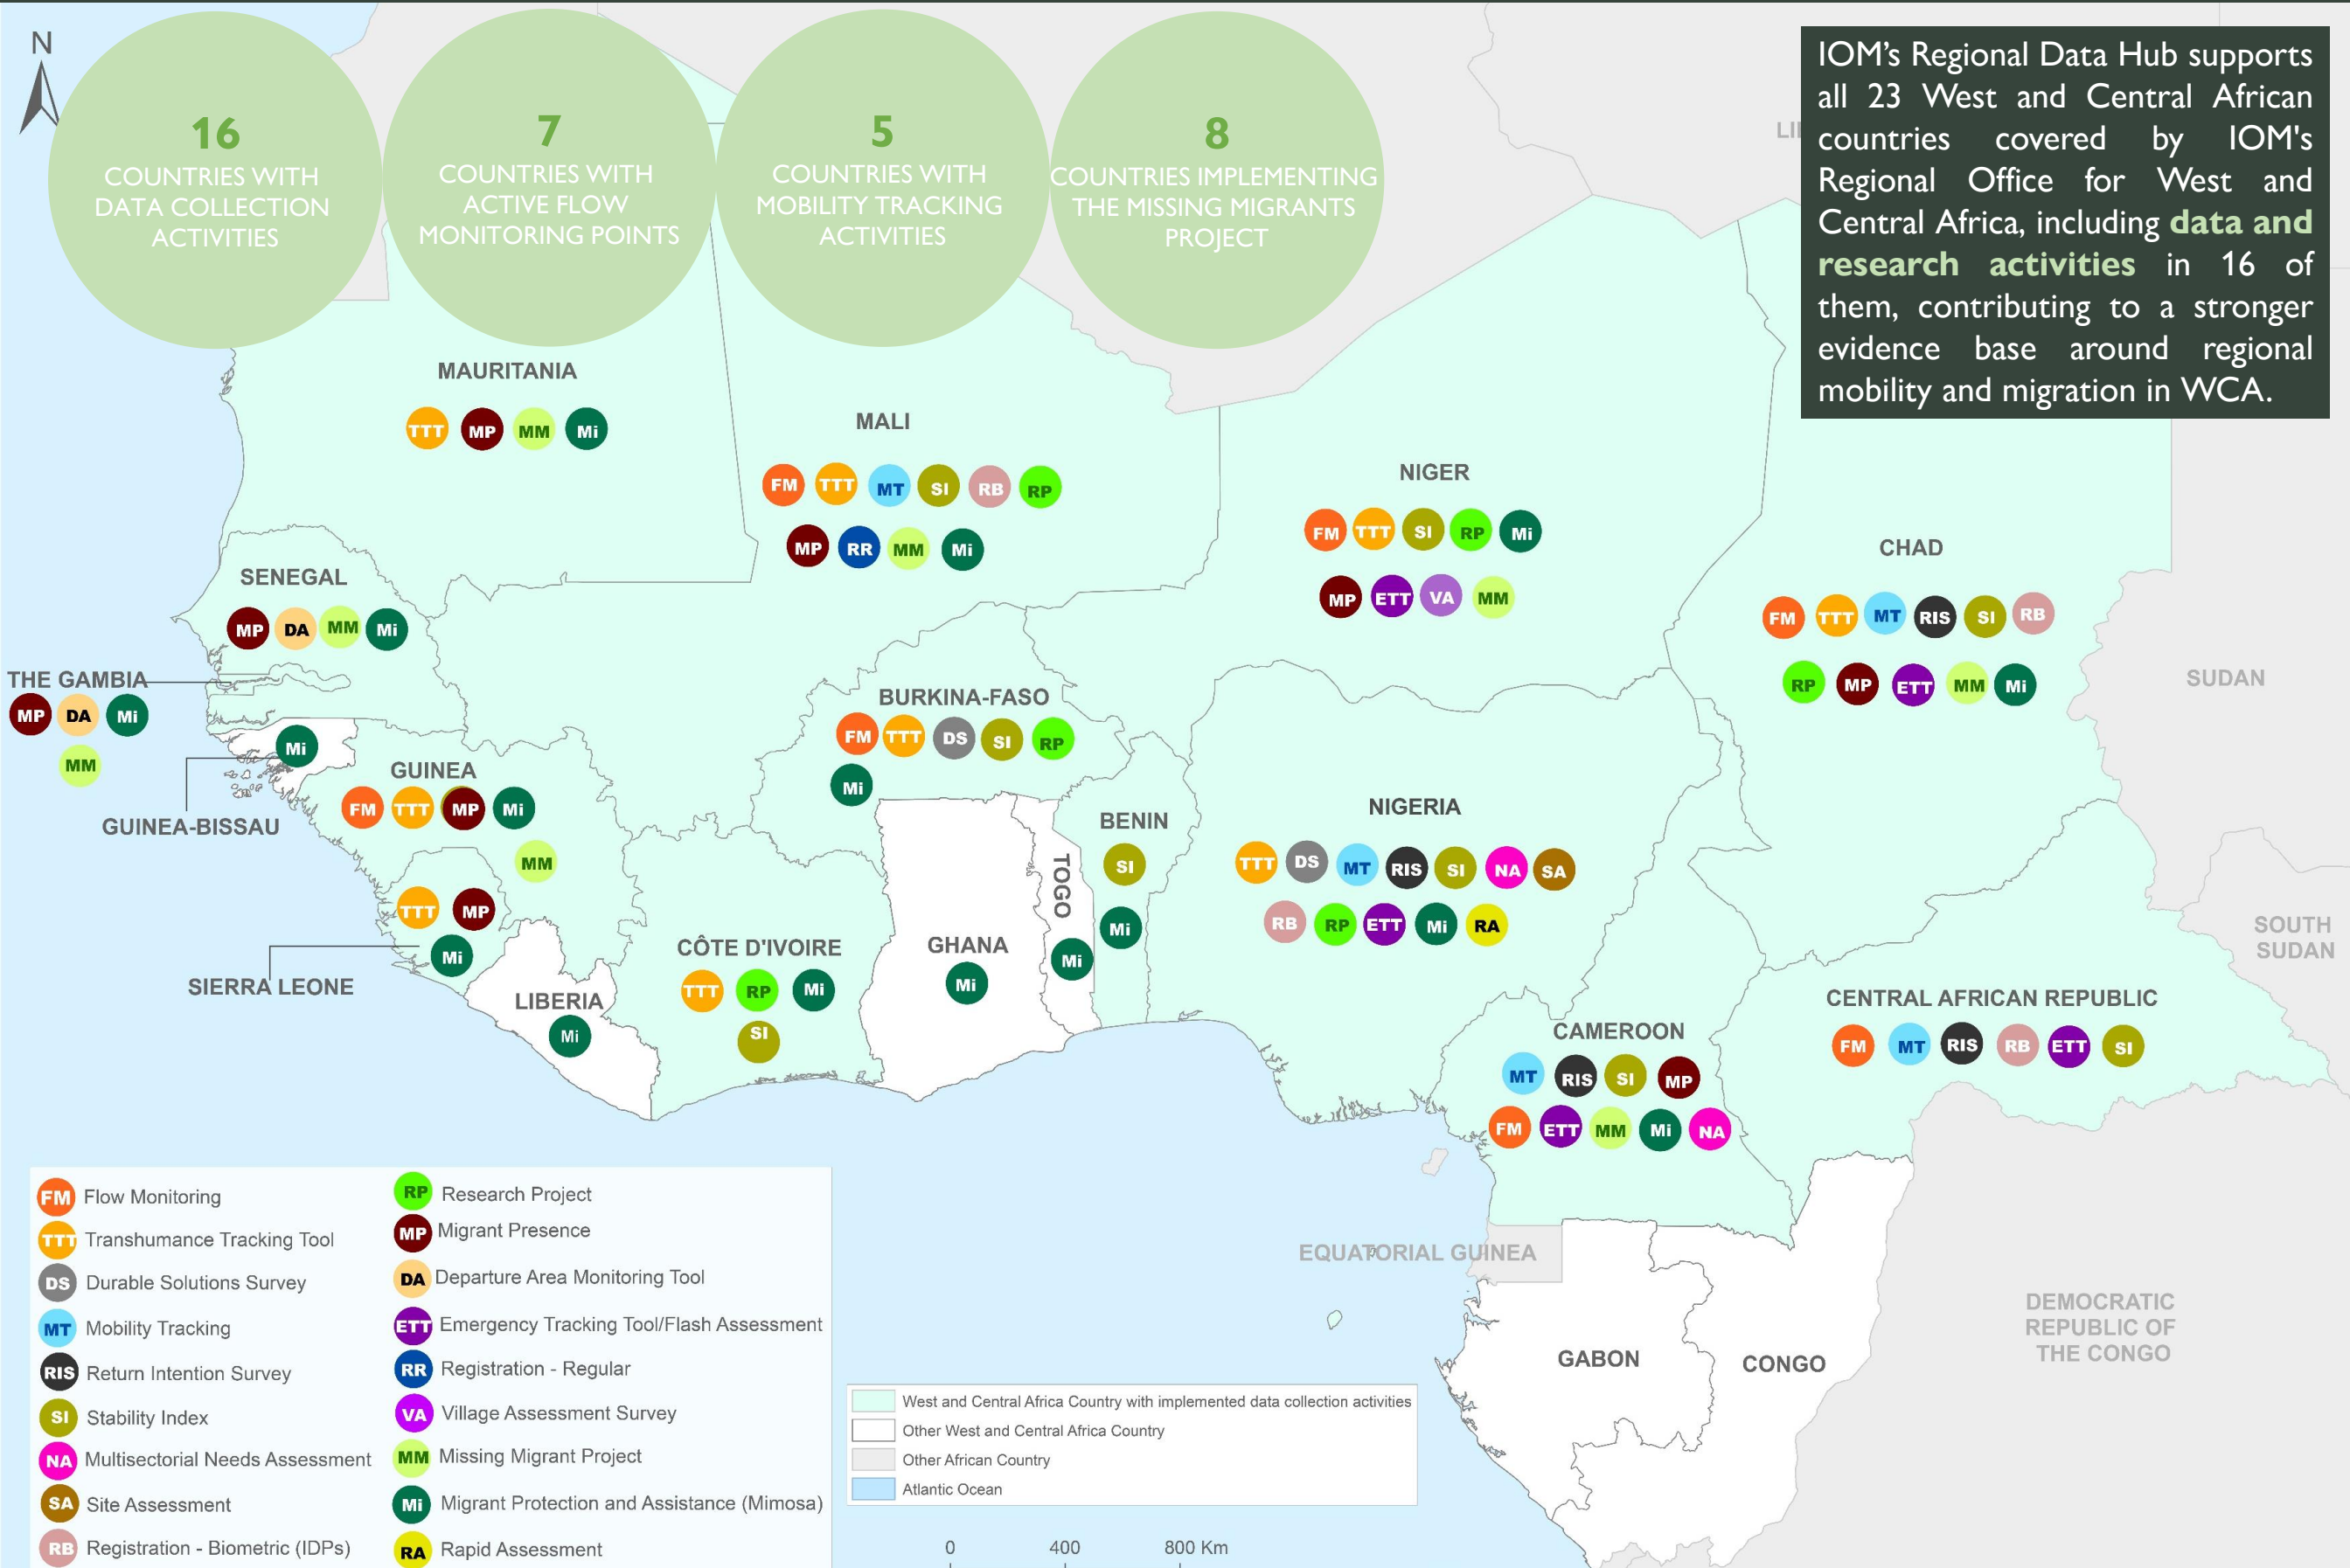 N
16
COUNTRIES WITH
DATA COLLECTION
ACTIVITIES
7
COUNTRIES WITH
ACTIVE FLOW
MONITORING POINTS
5
COUNTRIES WITH
MOBILITY TRACKING
ACTIVITIES
8
COUNTRIES IMPLEMENTING
THE MISSING MIGRANTS
PROJECT
IOM’s Regional Data Hub supports
all 23 West and Central African
countries covered by IOM's
Regional Office for West and
Central Africa, including data and
research activities in 16 of
them, contributing to a stronger
evidence base around regional
mobility and migration in WCA.
MAURITANIA
TTT MP MM Mi
MALI
FM TTT MT SI RB RP
MP RR MM Mi
NIGER
FM TTT SI RP Mi
MP ETT VA MM
CHAD
FM TTT MT RIS SI RB
RP MP ETT MM Mi
SUDAN
SENEGAL
MP DA MM Mi
THE GAMBIA
MP DA Mi
MM
Mi
GUINEA-BISSAU
GUINEA
FM TTT MP Mi
MM
BURKINA-FASO
FM TTT DS SI RP
Mi
BENIN
SI
Mi
TOGO
Mi
NIGERIA
TTT DS MT RIS SI NA SA
RB RP ETT Mi RA
TTT MP
Mi
SIERRA LEONE
LIBERIA
Mi
CÔTE D'IVOIRE
TTT RP Mi
SI
GHANA
Mi
SOUTH
SUDAN
CENTRAL AFRICAN REPUBLIC
FM MT RIS RB ETT SI
CAMEROON
MT RIS SI MP
FM ETT MM Mi NA
EQUATORIAL GUINEA
GABON
CONGO
DEMOCRATIC
REPUBLIC OF
THE CONGO
FM Flow Monitoring
TTT Transhumance Tracking Tool
DS Durable Solutions Survey
MT Mobility Tracking
RIS Return Intention Survey
SI Stability Index
NA Multisectorial Needs Assessment
SA Site Assessment
RB Registration - Biometric (IDPs)
RP Research Project
MP Migrant Presence
DA Departure Area Monitoring Tool
ETT Emergency Tracking Tool/Flash Assessment
RR Registration - Regular
VA Village Assessment Survey
MM Missing Migrant Project
Mi Migrant Protection and Assistance (Mimosa)
RA Rapid Assessment
West and Central Africa Country with implemented data collection activities
Other West and Central Africa Country
Other African Country
Atlantic Ocean
0 400 800 Km